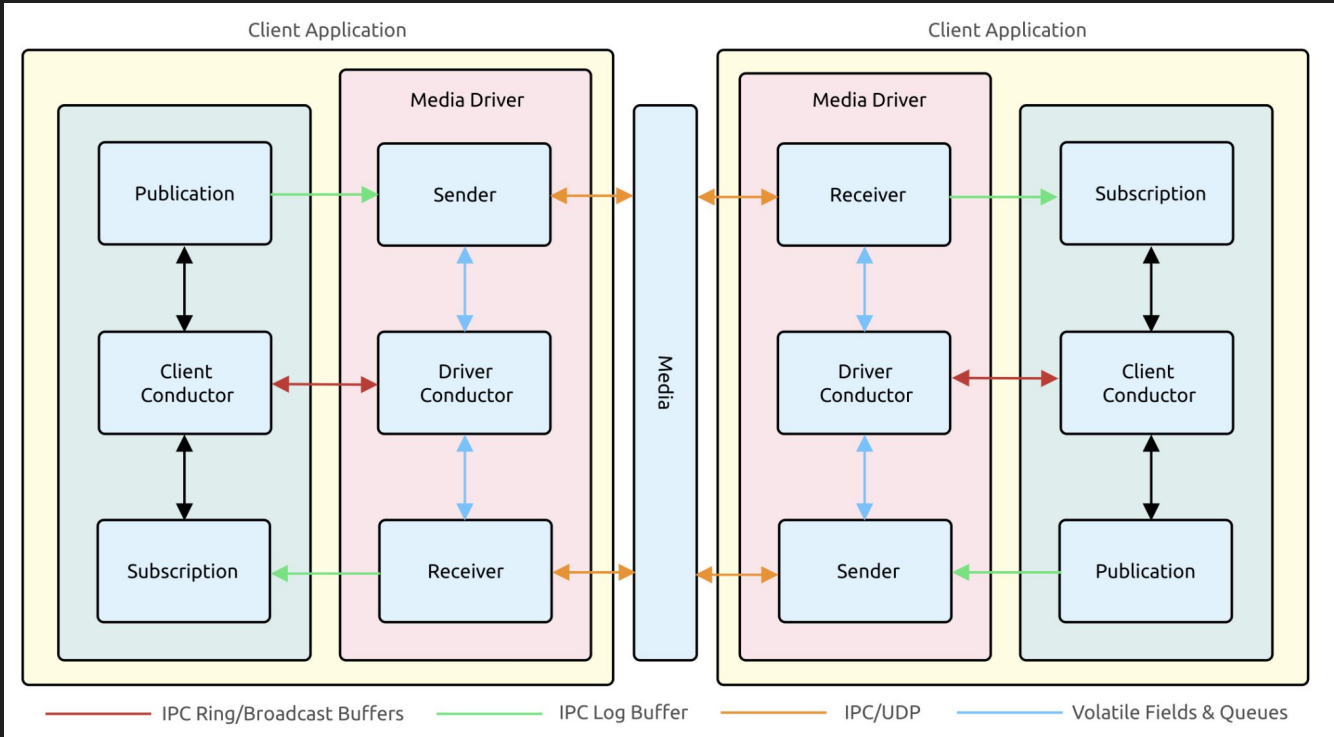 Client Application
Client Application
Media Driver
Media Driver
Publication
Sender
Receiver
Subscription
Client
Conductor
Driver
Conductor
Media
Driver
Conductor
Client
Conductor
Subscription
Receiver
Sender
Publication
IPC Ring/Broadcast Buffers
IPC Log Buffer
IPC/UDP
Volatile Fields & Queues